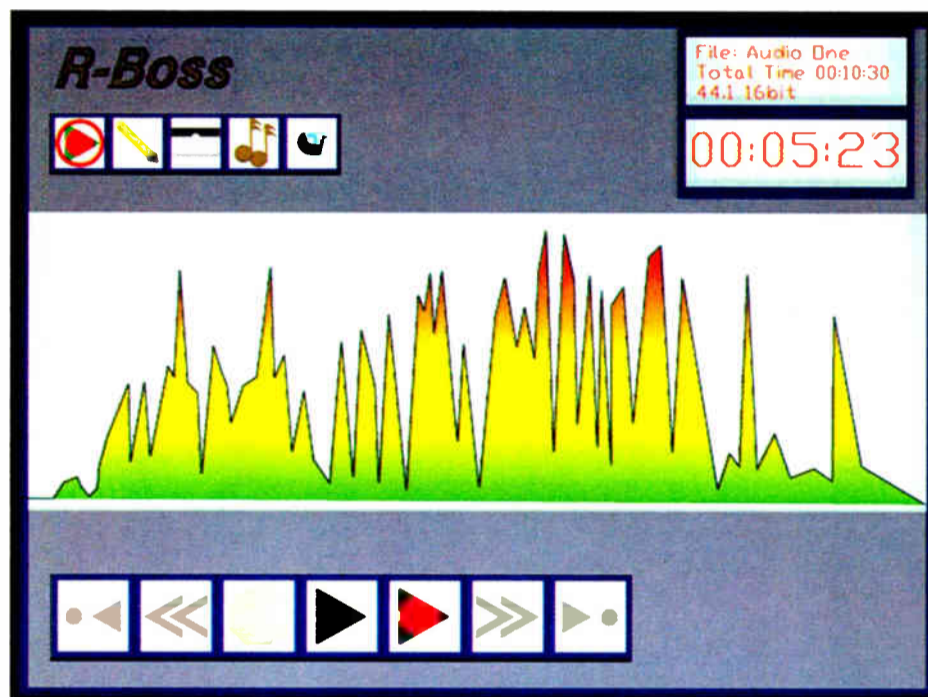 R-Boss
File: Audio One
Total Time 00:10:30
44.1 16bit
00:05:23